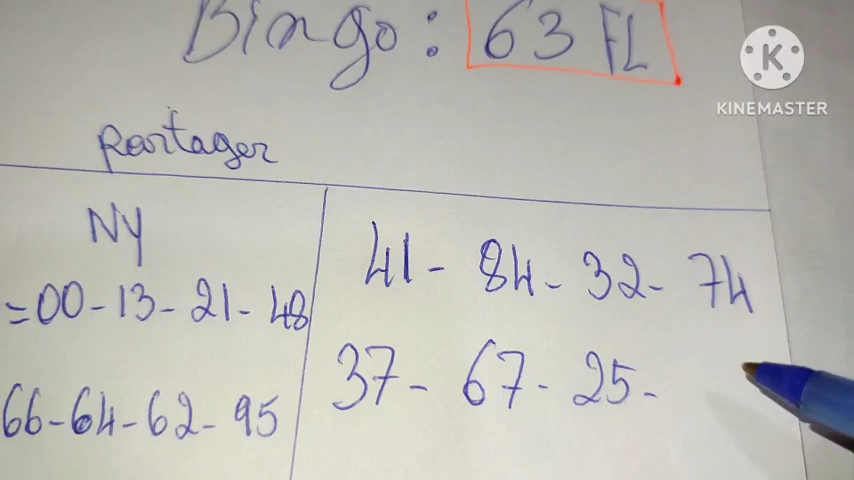 Bingo: 63 FL
KINEMASTER
Partager
NY
=00-13-21-48
66-64-62-95
41-84-32-74
37-67-25-